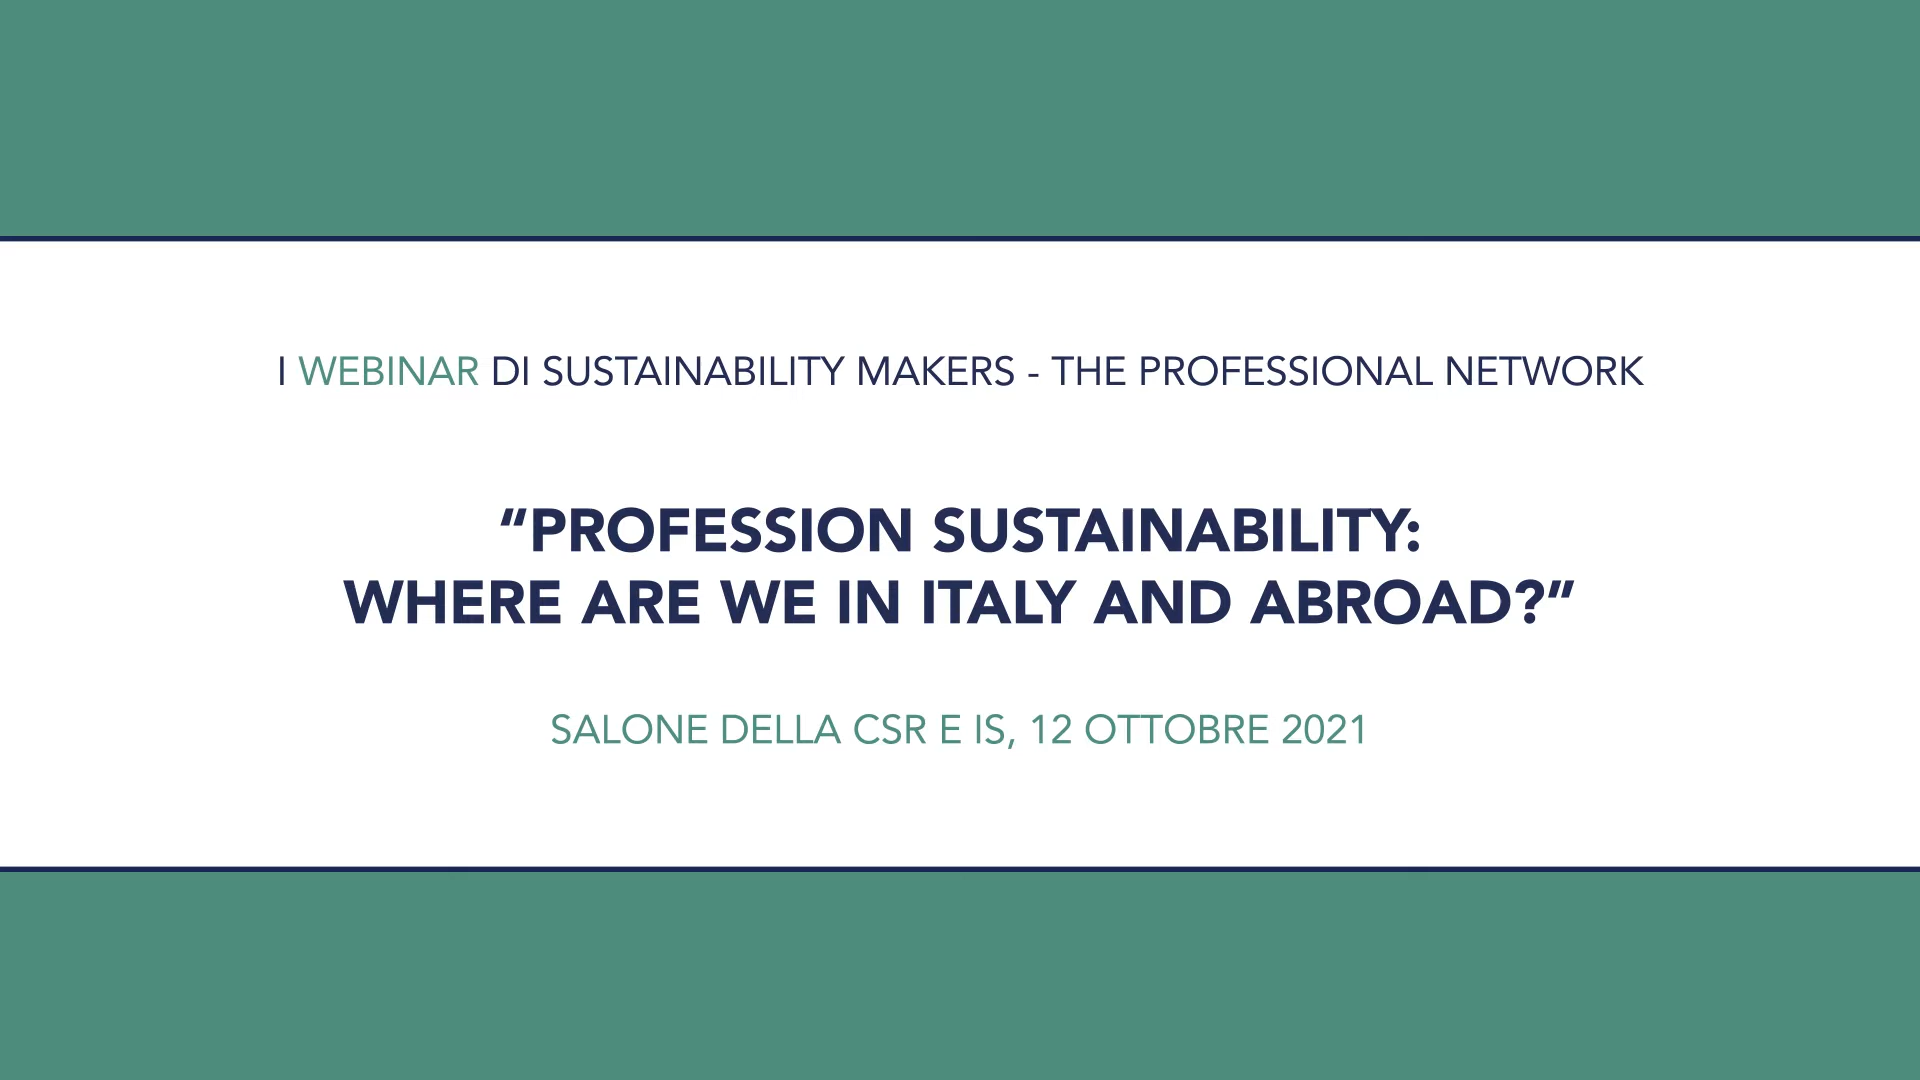 I WEBINAR DI SUSTAINABILITY MAKERS - THE PROFESSIONAL NETWORK
“PROFESSION SUSTAINABILITY:
WHERE ARE WE IN ITALY AND ABROAD?”
SALONE DELLA CSR E IS, 12 OTTOBRE 2021